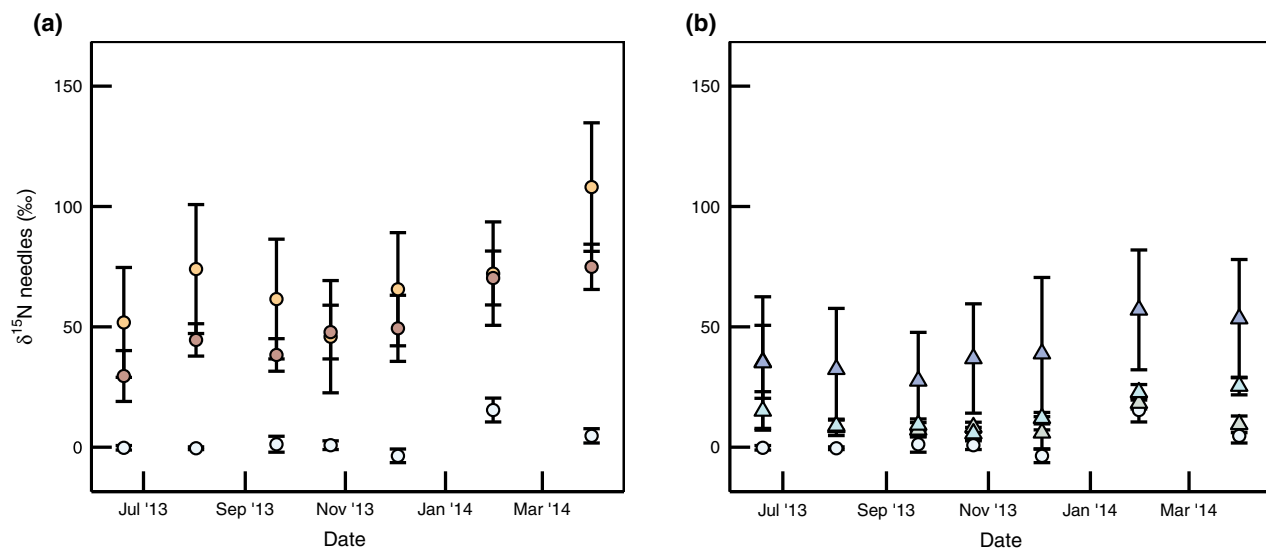 (a)
(b)
δ¹⁵N needles (‰)
150
100
50
0
Jul '13
Sep '13
Nov '13
Jan '14
Mar '14
Date
150
100
50
0
Jul '13
Sep '13
Nov '13
Jan '14
Mar '14
Date